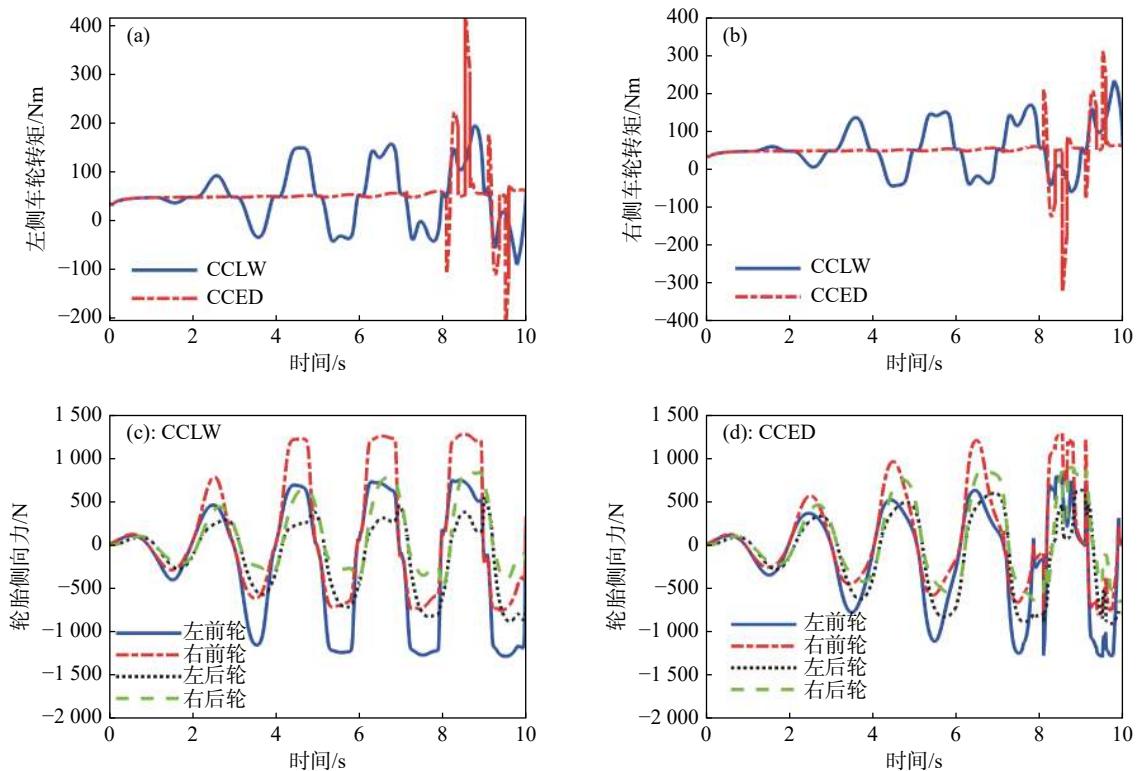 (a)
400
300
200
100
0
−100
−200
左侧车轮转矩/Nm
CCLW
CCED
0 2 4 6 8 10
时间/s
(b)
400
300
200
100
0
−100
−200
−300
−400
右侧车轮转矩/Nm
CCLW
CCED
0 2 4 6 8 10
时间/s
(c): CCLW
1 500
1 000
500
0
−500
−1 000
−1 500
−2 000
轮胎侧向力/N
左前轮
右前轮
左后轮
右后轮
0 2 4 6 8 10
时间/s
(d): CCED
1 500
1 000
500
0
−500
−1 000
−1 500
−2 000
轮胎侧向力/N
左前轮
右前轮
左后轮
右后轮
0 2 4 6 8 10
时间/s